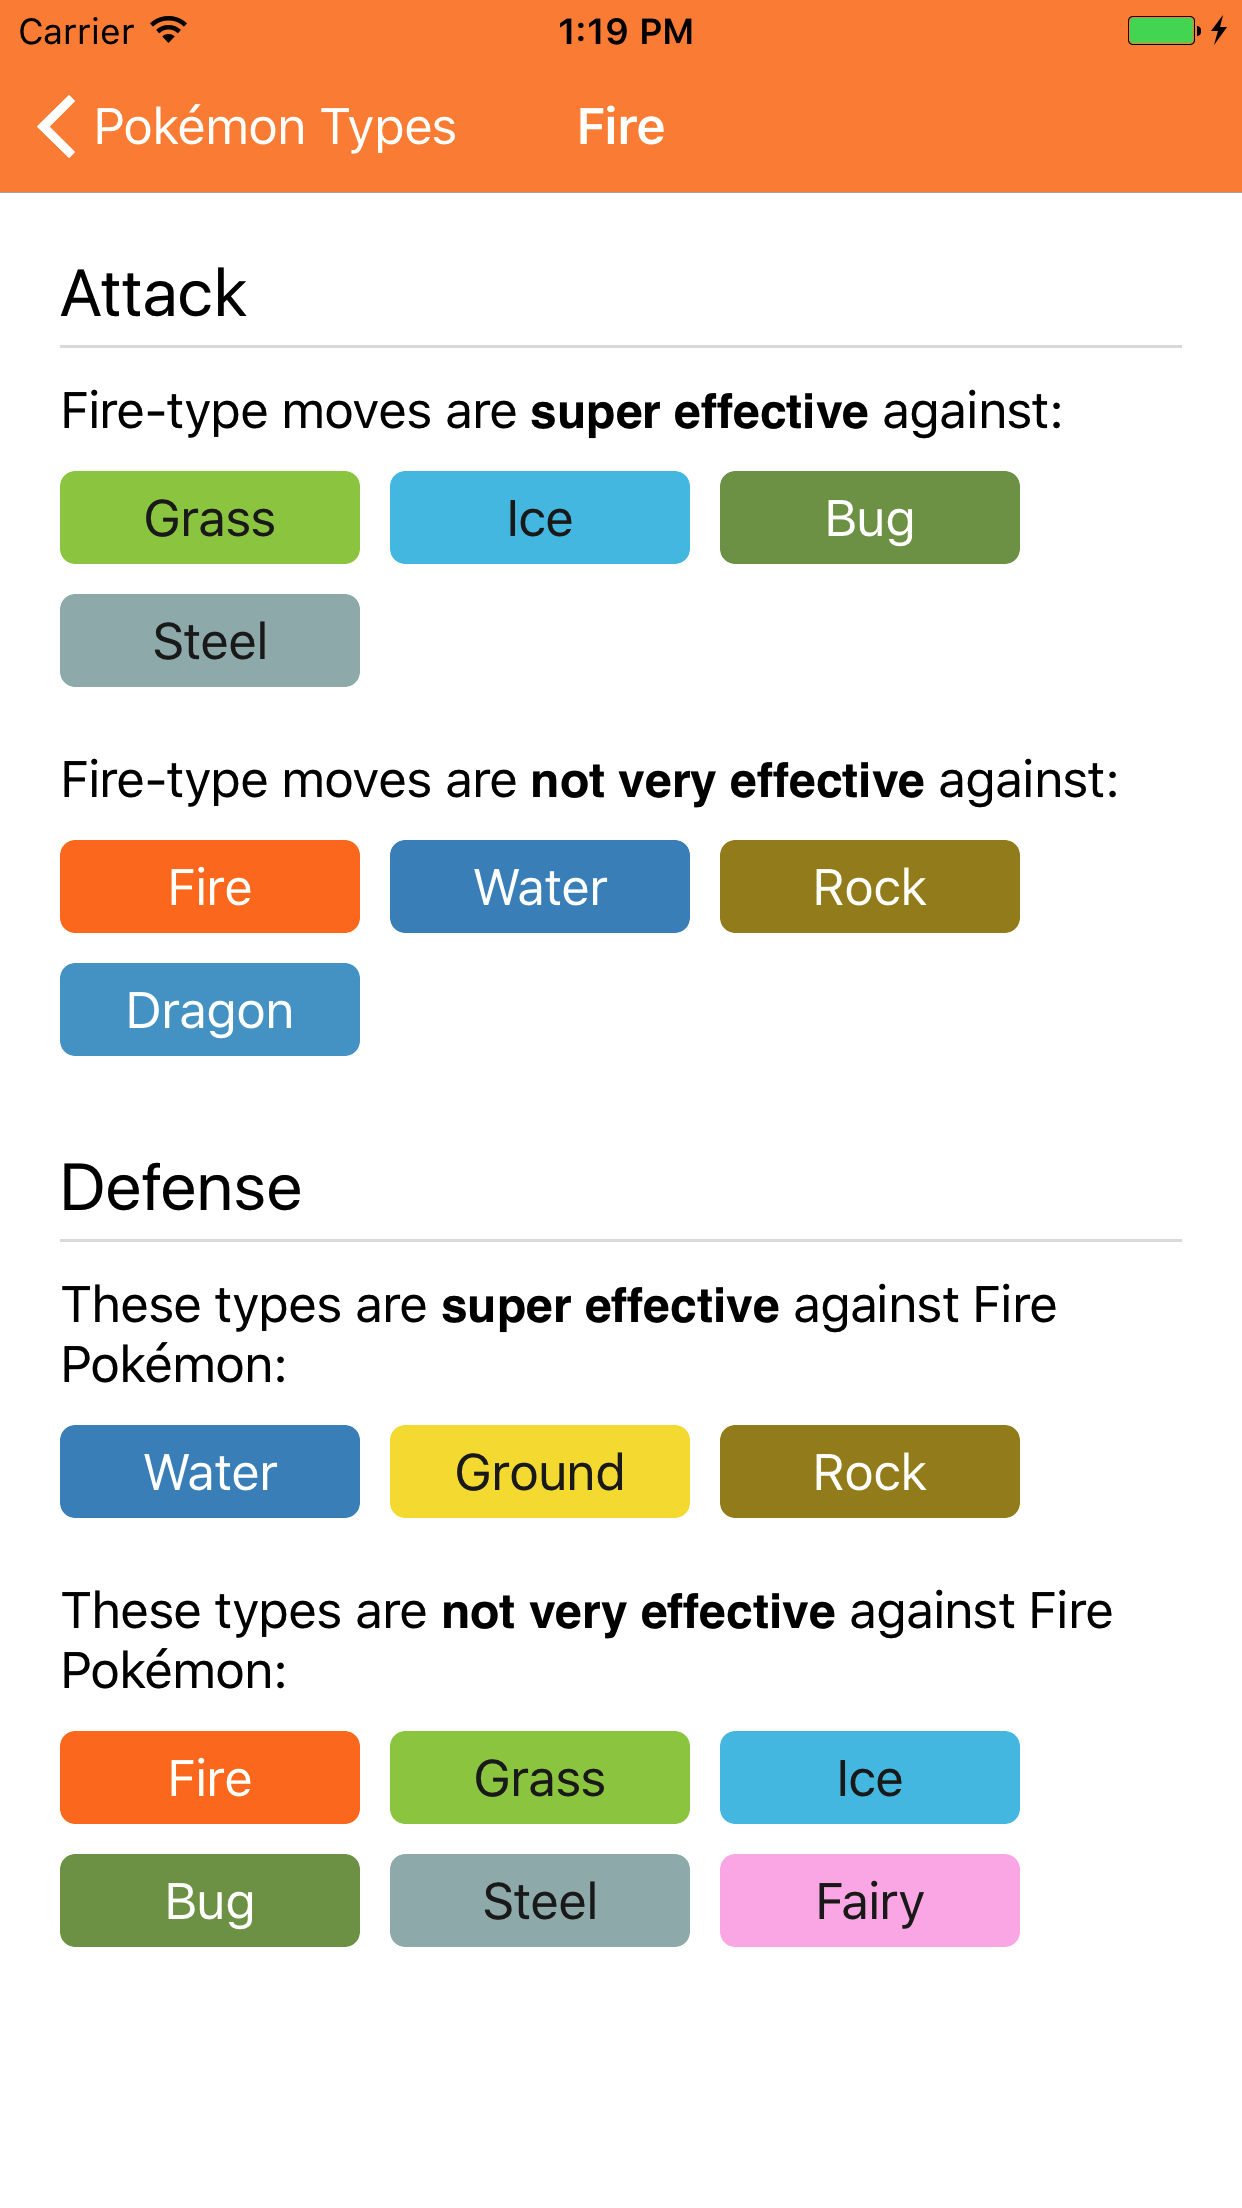 Carrier 1:19 PM
Pokémon Types Fire
Attack
Fire-type moves are super effective against:
Grass Ice Bug
Steel
Fire-type moves are not very effective against:
Fire Water Rock
Dragon
Defense
These types are super effective against Fire
Pokémon:
Water Ground Rock
These types are not very effective against Fire
Pokémon:
Fire Grass Ice
Bug Steel Fairy